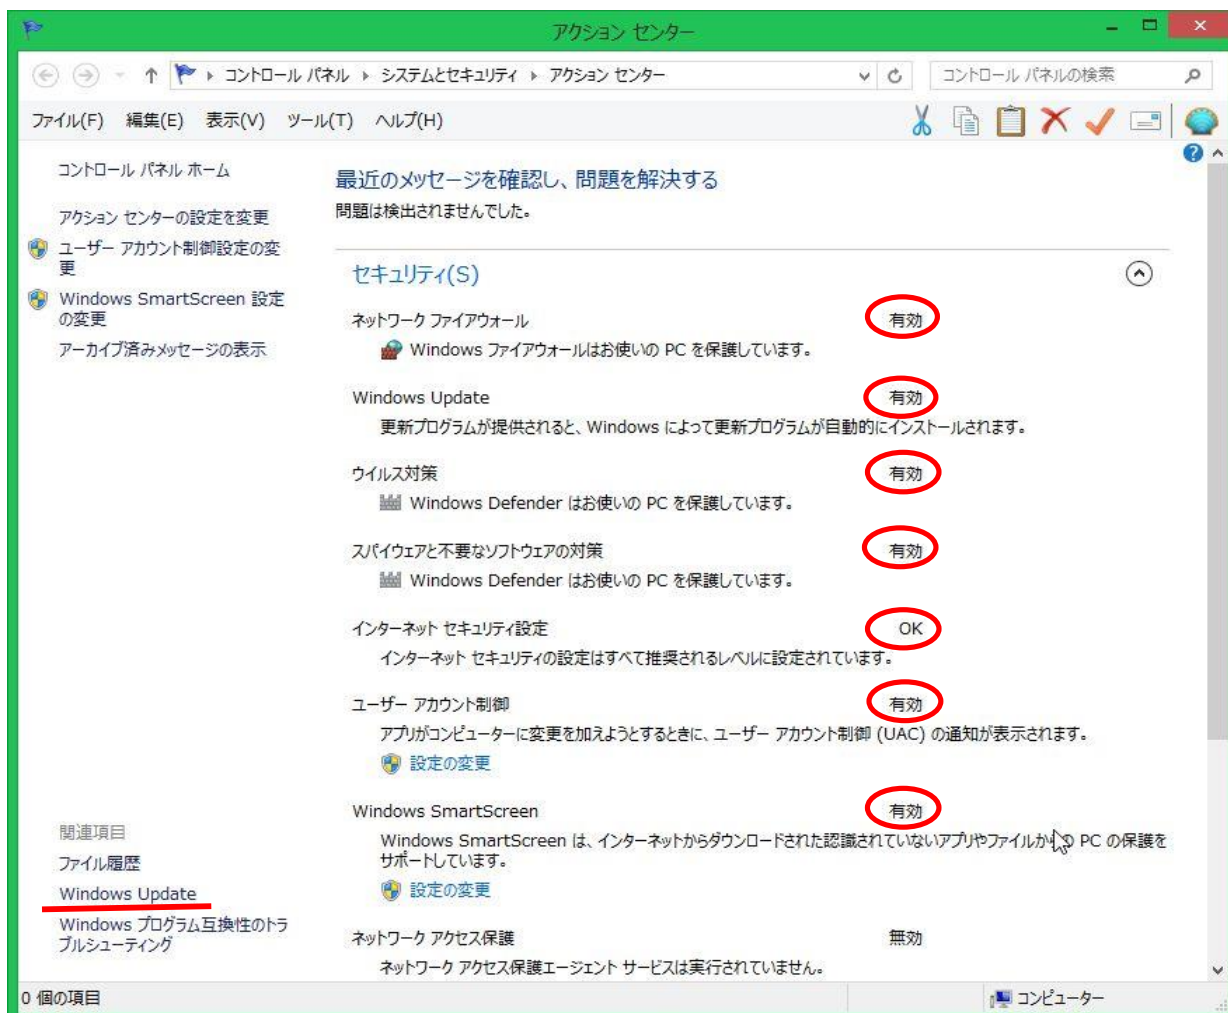 アクション センター
コントロール パネル ▸ システムとセキュリティ ▸ アクション センター
コントロール パネルの検索
ファイル(F) 編集(E) 表示(V) ツール(T) ヘルプ(H)
コントロール パネル ホーム
アクション センターの設定を変更
ユーザー アカウント制御設定の変
更
Windows SmartScreen 設定
の変更
アーカイブ済みメッセージの表示
最近のメッセージを確認し、問題を解決する
問題は検出されませんでした。
セキュリティ(S)
ネットワーク ファイアウォール 有効
Windows ファイアウォールはお使いの PC を保護しています。
Windows Update 有効
更新プログラムが提供されると、Windows によって更新プログラムが自動的にインストールされます。
ウイルス対策 有効
Windows Defender はお使いの PC を保護しています。
スパイウェアと不要なソフトウェアの対策 有効
Windows Defender はお使いの PC を保護しています。
インターネット セキュリティ設定 OK
インターネット セキュリティの設定はすべて推奨されるレベルに設定されています。
ユーザー アカウント制御 有効
アプリがコンピューターに変更を加えようとするときに、ユーザー アカウント制御 (UAC) の通知が表示されます。
設定の変更
Windows SmartScreen 有効
Windows SmartScreen は、インターネットからダウンロードされた認識されていないアプリやファイルからの PC の保護を
サポートしています。
設定の変更
ネットワーク アクセス保護 無効
ネットワーク アクセス保護エージェント サービスは実行されていません。
関連項目
ファイル履歴
Windows Update
Windows プログラム互換性のトラ
ブルシューティング
0 個の項目
コンピューター